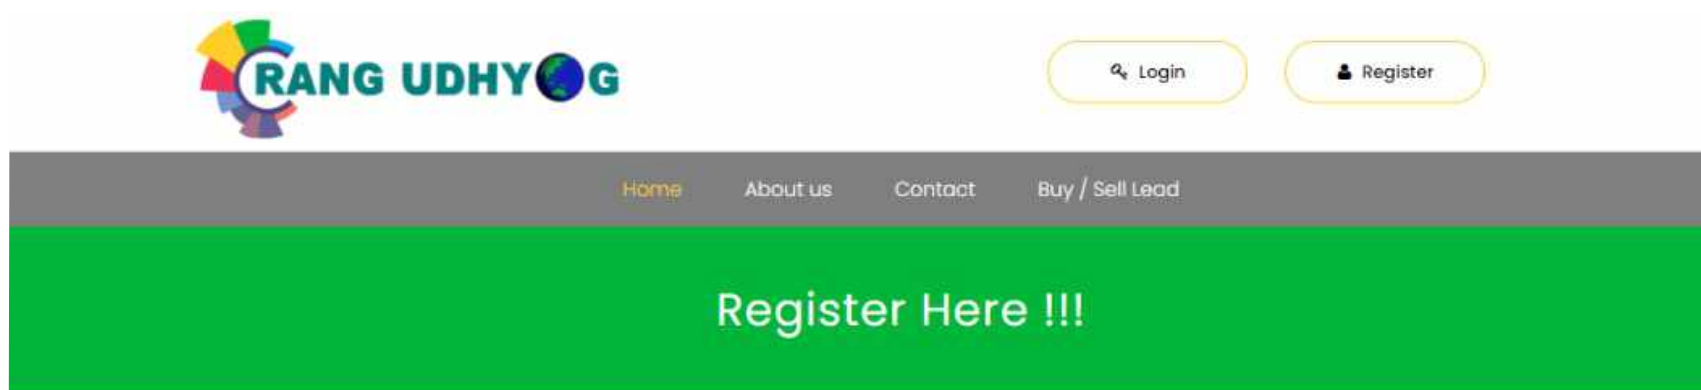 RANG UDHYOG
Login
Register
Home
About us
Contact
Buy / Sell Lead
Register Here !!!